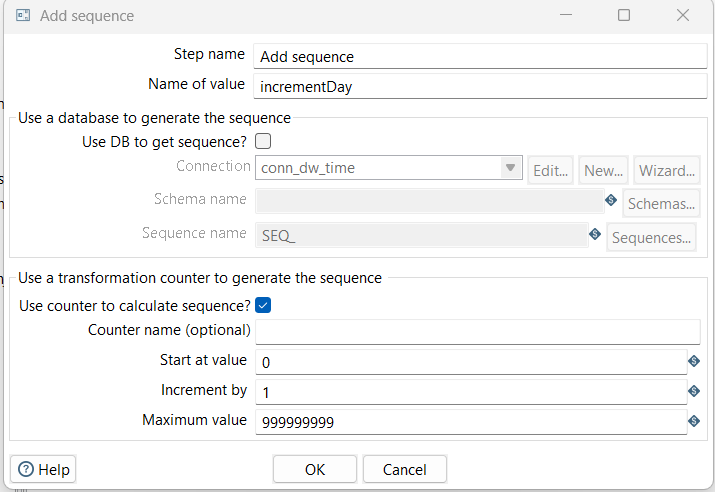 Add sequence
Step name Add sequence
Name of value incrementDay
Use a database to generate the sequence
Use DB to get sequence?
Connection conn_dw_time Edit... New... Wizard...
Schema name Schemas...
Sequence name SEQ_ Sequences...
Use a transformation counter to generate the sequence
Use counter to calculate sequence?
Counter name (optional)
Start at value 0
Increment by 1
Maximum value 999999999
Help OK Cancel